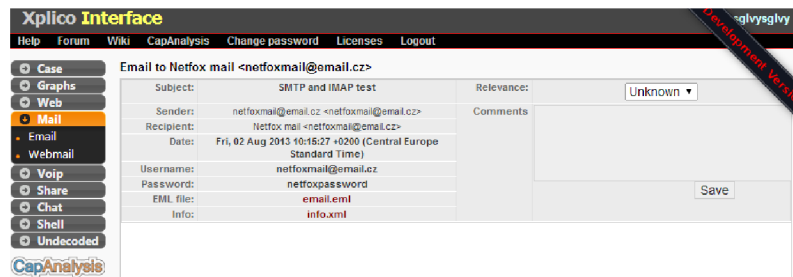 Xplico Interface
sglvysglvy
Development Versi
Help Forum Wiki CapAnalysis Change password Licenses Logout
Case
Graphs
Web
Mail
Email
Webmail
Voip
Share
Chat
Shell
Undecoded
CapAnalysis
Email to Netfox mail <netfoxmail@email.cz>
Subject: SMTP and IMAP test
Sender: netfoxmail@email.cz <netfoxmail@email.cz>
Recipient: Netfox mail <netfoxmail@email.cz>
Date: Fri, 02 Aug 2013 10:15:27 +0200 (Central Europe
Standard Time)
Username: netfoxmail@email.cz
Password: netfoxpassword
EML file: email.eml
Info: info.xml
Relevance: Unknown
Comments
Save